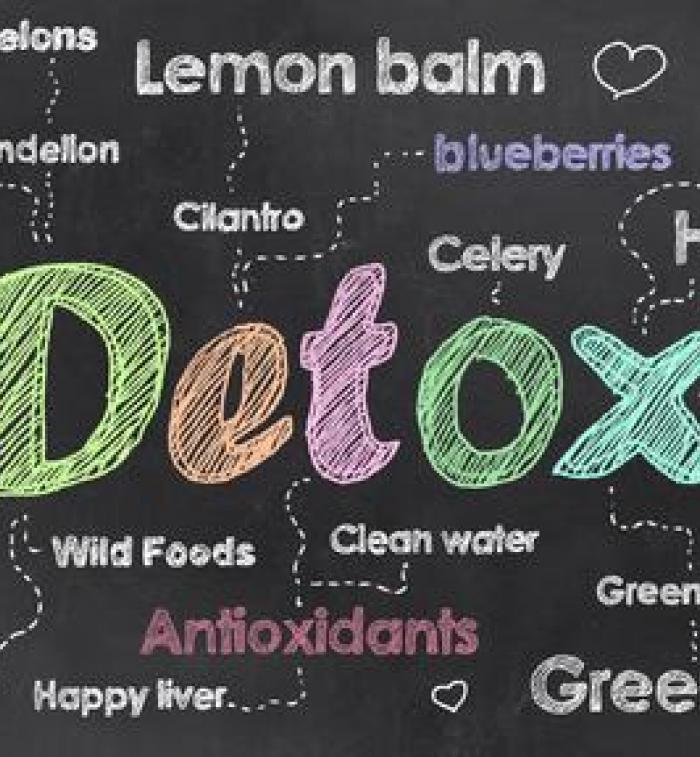 elons
Lemon balm
ndelion
blueberries
Cilantro
Celery
H
Detox
Wild Foods
Clean water
Green
Antioxidants
Gree
Happy liver